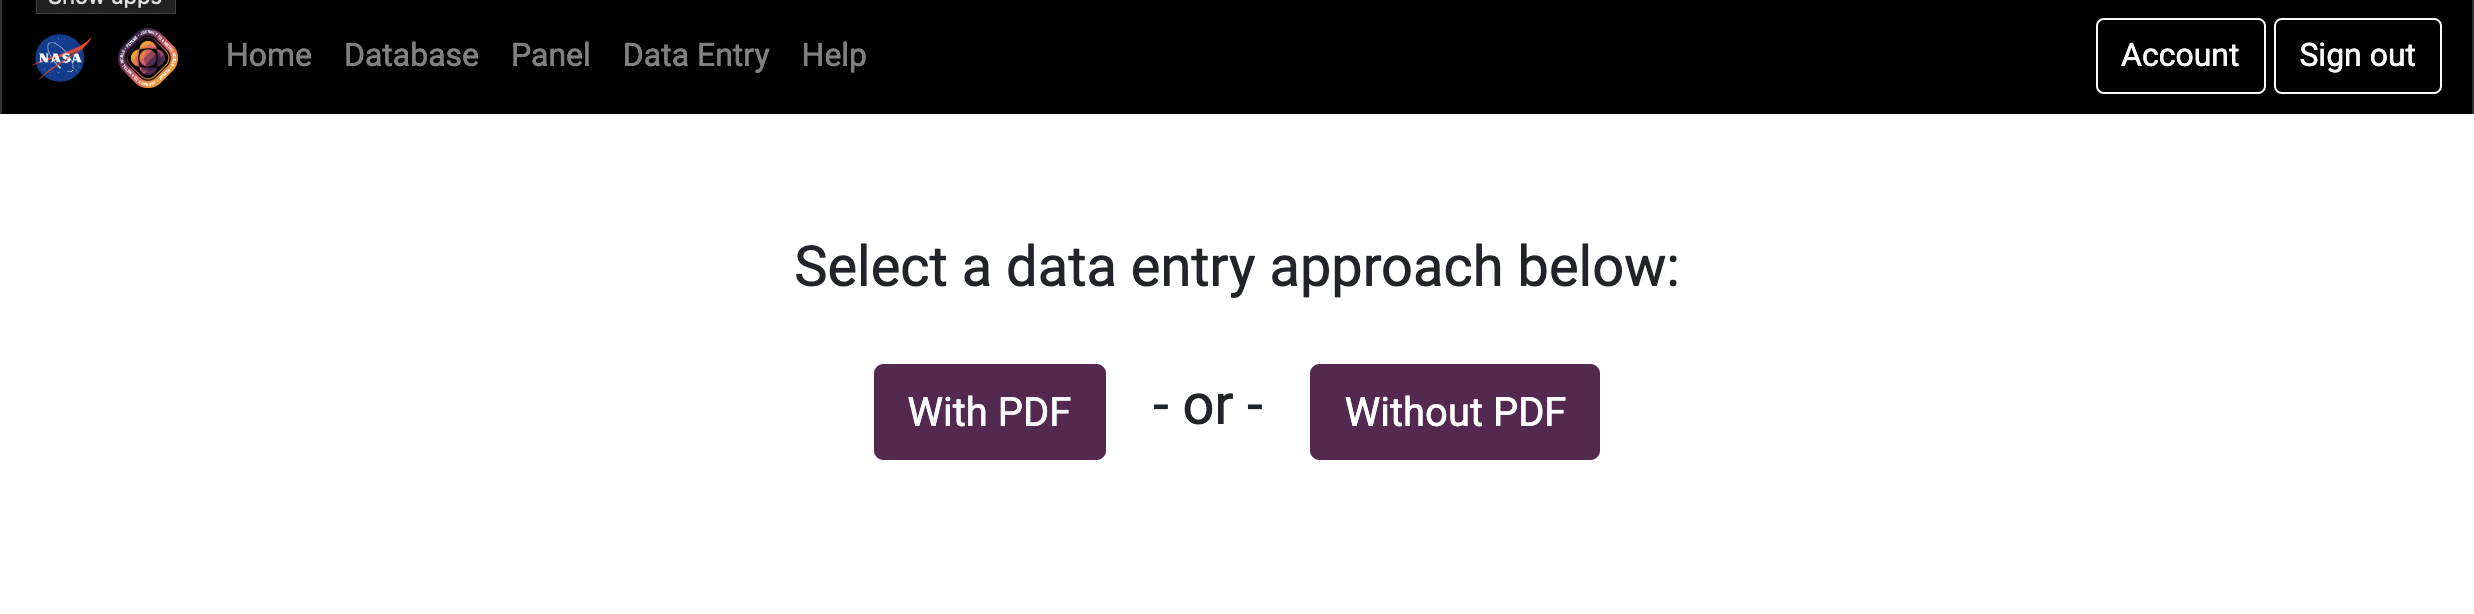 Show apps
NASA
Home Database Panel Data Entry Help
Account Sign out
Select a data entry approach below:
With PDF - or - Without PDF